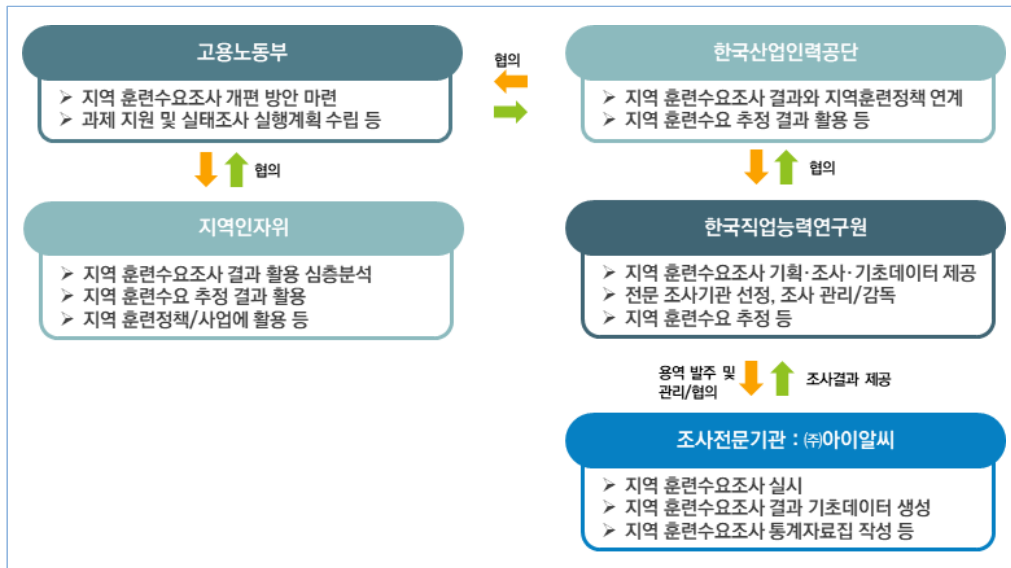 고용노동부
➢ 지역 훈련수요조사 개편 방안 마련
➢ 과제 지원 및 실태조사 실행계획 수립 등
협의
한국산업인력공단
➢ 지역 훈련수요조사 결과와 지역훈련정책 연계
➢ 지역 훈련수요 추정 결과 활용 등
협의
협의
지역인자위
➢ 지역 훈련수요조사 결과 활용 심층분석
➢ 지역 훈련수요 추정 결과 활용
➢ 지역 훈련정책/사업에 활용 등
한국직업능력연구원
➢ 지역 훈련수요조사 기획·조사·기초데이터 제공
➢ 전문 조사기관 선정, 조사 관리/감독
➢ 지역 훈련수요 추정 등
용역 발주 및
관리/협의
조사결과 제공
조사전문기관 : ㈜아이알씨
➢ 지역 훈련수요조사 실시
➢ 지역 훈련수요조사 결과 기초데이터 생성
➢ 지역 훈련수요조사 통계자료집 작성 등